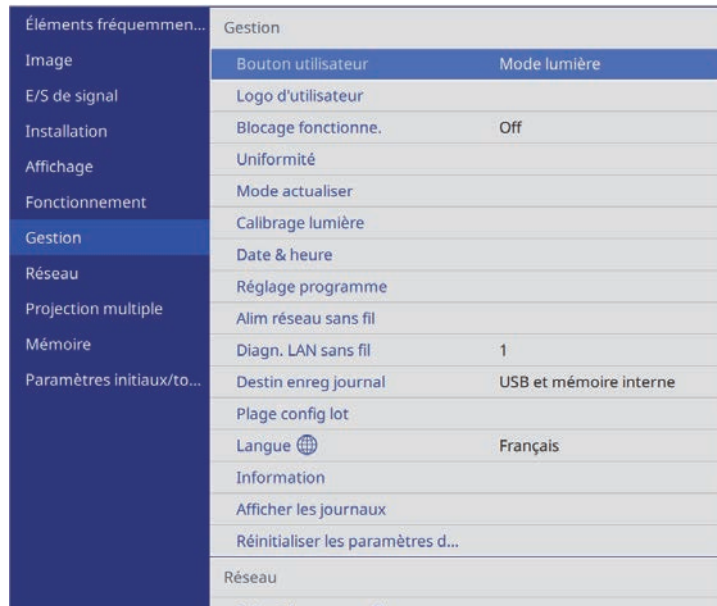 Éléments fréquemmen...
Image
E/S de signal
Installation
Affichage
Fonctionnement
Gestion
Réseau
Projection multiple
Mémoire
Paramètres initiaux/to...
Gestion
Bouton utilisateur Mode lumière
Logo d'utilisateur
Blocage fonctionne. Off
Uniformité
Mode actualiser
Calibrage lumière
Date & heure
Réglage programme
Alim réseau sans fil
Diagn. LAN sans fil 1
Destin enreg journal USB et mémoire interne
Plage config lot
Langue Français
Information
Afficher les journaux
Réinitialiser les paramètres d...
Réseau